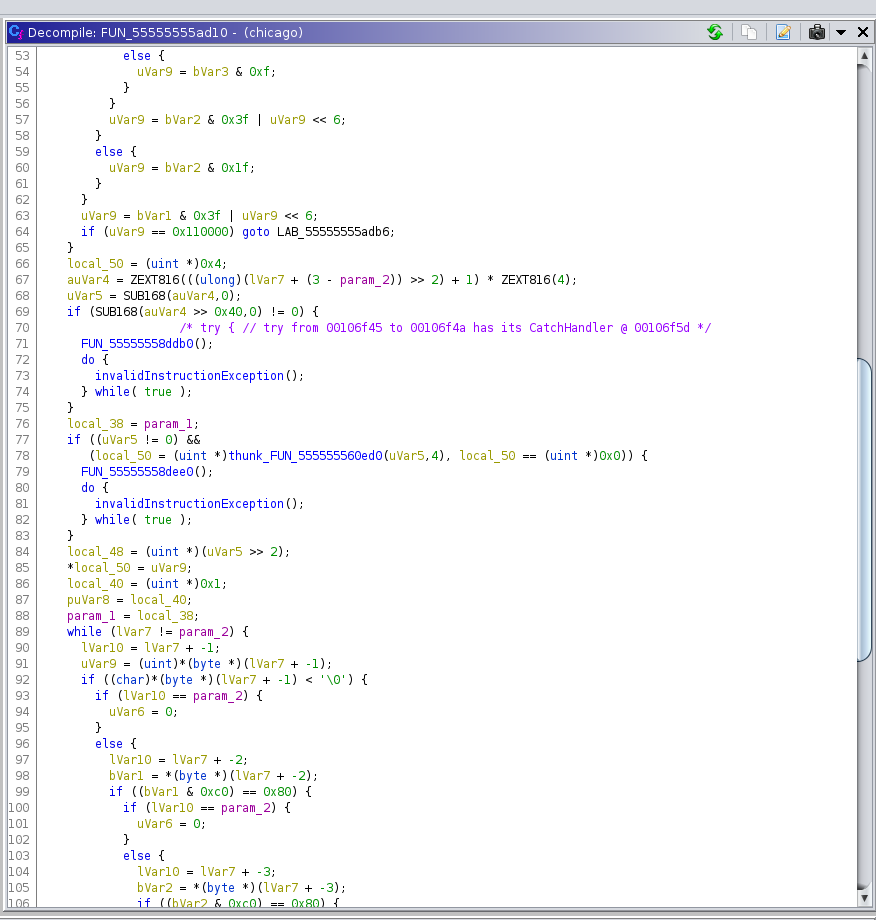 Decompile: FUN_55555555ad10 - (chicago)
53 else {
54 uVar9 = bVar3 & 0xf;
55 }
56 }
57 uVar9 = bVar2 & 0x3f | uVar9 << 6;
58 }
59 else {
60 uVar9 = bVar2 & 0x1f;
61 }
62 }
63 uVar9 = bVar1 & 0x3f | uVar9 << 6;
64 if (uVar9 == 0x110000) goto LAB_55555555adb6;
65 }
66 local_50 = (uint *)0x4;
67 auVar4 = ZEXT816(((ulong)(lVar7 + (3 - param_2)) >> 2) + 1) * ZEXT816(4);
68 uVar5 = SUB168(auVar4,0);
69 if (SUB168(auVar4 >> 0x40,0) != 0) {
70 /* try { // try from 00106f45 to 00106f4a has its CatchHandler @ 00106f5d */
71 FUN_55555558ddb0();
72 do {
73 invalidInstructionException();
74 } while( true );
75 }
76 local_38 = param_1;
77 if ((uVar5 != 0) &&
78 (local_50 = (uint *)thunk_FUN_555555560ed0(uVar5,4), local_50 == (uint *)0x0)) {
79 FUN_55555558dee0();
80 do {
81 invalidInstructionException();
82 } while( true );
83 }
84 local_48 = (uint *)(uVar5 >> 2);
85 *local_50 = uVar9;
86 local_40 = (uint *)0x1;
87 puVar8 = local_40;
88 param_1 = local_38;
89 while (lVar7 != param_2) {
90 lVar10 = lVar7 + -1;
91 uVar9 = (uint)*(byte *)(lVar7 + -1);
92 if ((char)*(byte *)(lVar7 + -1) < '\0') {
93 if (lVar10 == param_2) {
94 uVar6 = 0;
95 }
96 else {
97 lVar10 = lVar7 + -2;
98 bVar1 = *(byte *)(lVar7 + -2);
99 if ((bVar1 & 0xc0) == 0x80) {
100 if (lVar10 == param_2) {
101 uVar6 = 0;
102 }
103 else {
104 lVar10 = lVar7 + -3;
105 bVar2 = *(byte *)(lVar7 + -3);
106 if ((bVar2 & 0xc0) == 0x80) {